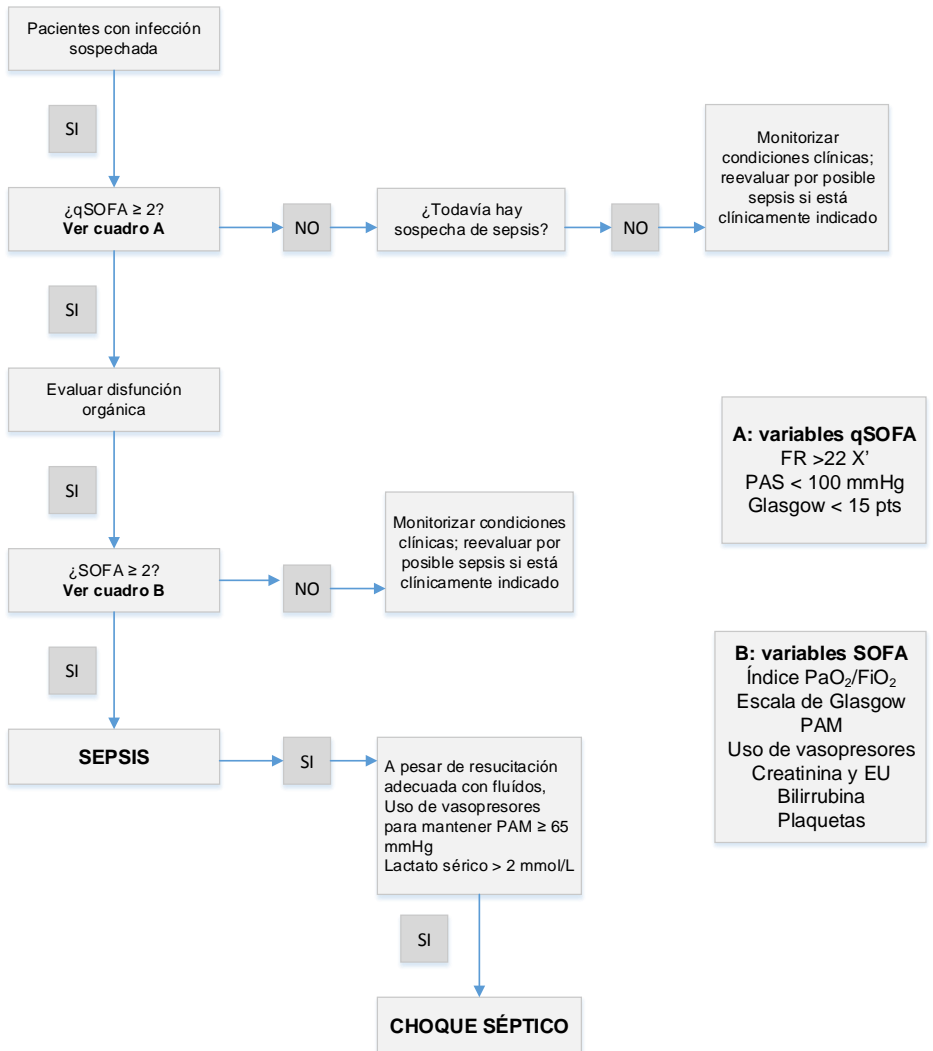 Pacientes con infección
sospechada
SI
¿qSOFA ≥ 2?
Ver cuadro A
NO
¿Todavía hay
sospecha de sepsis?
NO
Monitorizar
condiciones clínicas;
reevaluar por posible
sepsis si está
clínicamente indicado
SI
Evaluar disfunción
orgánica
SI
¿SOFA ≥ 2?
Ver cuadro B
NO
Monitorizar condiciones
clínicas; reevaluar por
posible sepsis si está
clínicamente indicado
SI
SEPSIS
SI
A pesar de resucitación
adecuada con fluídos,
Uso de vasopresores
para mantener PAM ≥ 65
mmHg
Lactato sérico > 2 mmol/L
SI
CHOQUE SÉPTICO
A: variables qSOFA
FR >22 X’
PAS < 100 mmHg
Glasgow < 15 pts
B: variables SOFA
Índice PaO₂/FiO₂
Escala de Glasgow
PAM
Uso de vasopresores
Creatinina y EU
Bilirrubina
Plaquetas